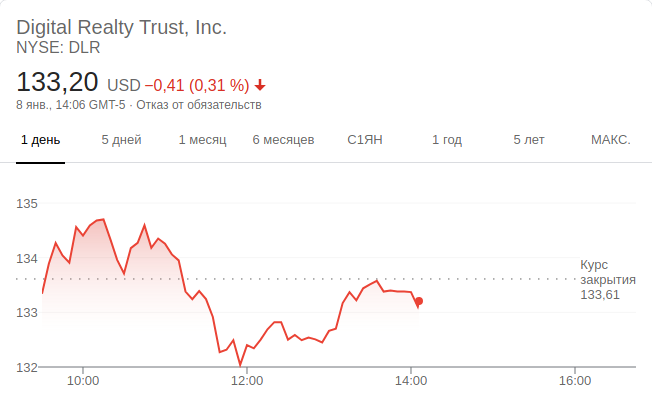 Digital Realty Trust, Inc.
NYSE: DLR
133,20 USD −0,41 (0,31 %)
8 янв., 14:06 GMT-5 · Отказ от обязательств
1 день 5 дней 1 месяц 6 месяцев С1ЯН 1 год 5 лет МАКС.
135
134
Курс
закрытия
133,61
133
132
10:00 12:00 14:00 16:00